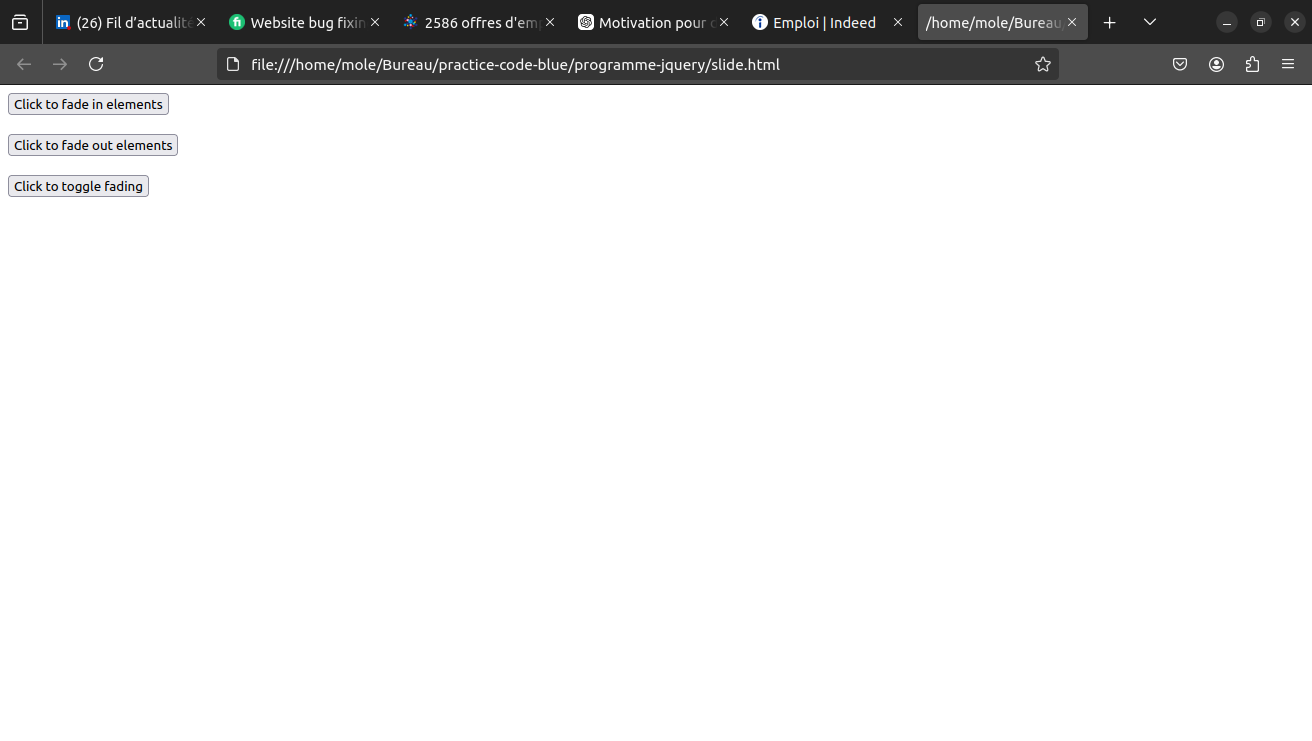 (26) Fil d’actualité
Website bug fixin
2586 offres d'emp
Motivation pour d
Emploi | Indeed
/home/mole/Bureau/
file:///home/mole/Bureau/practice-code-blue/programme-jquery/slide.html
Click to fade in elements
Click to fade out elements
Click to toggle fading